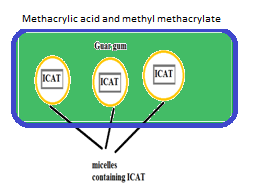 Methacrylic acid and methyl methacrylate
Guar gum
ICAT
ICAT
ICAT
micelles
containing ICAT